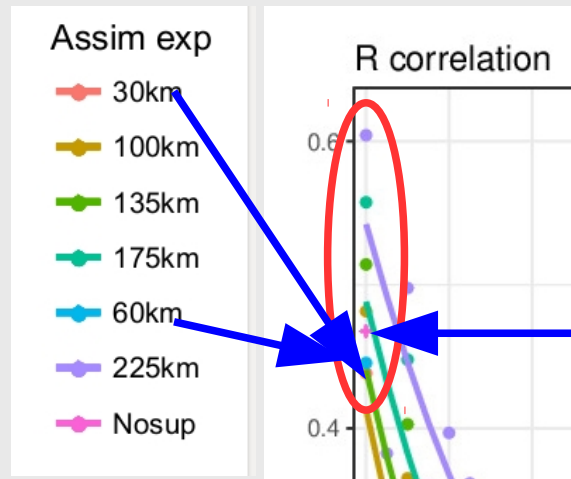 Assim exp
30km
100km
135km
175km
60km
225km
Nosup
R correlation
0.6
0.4